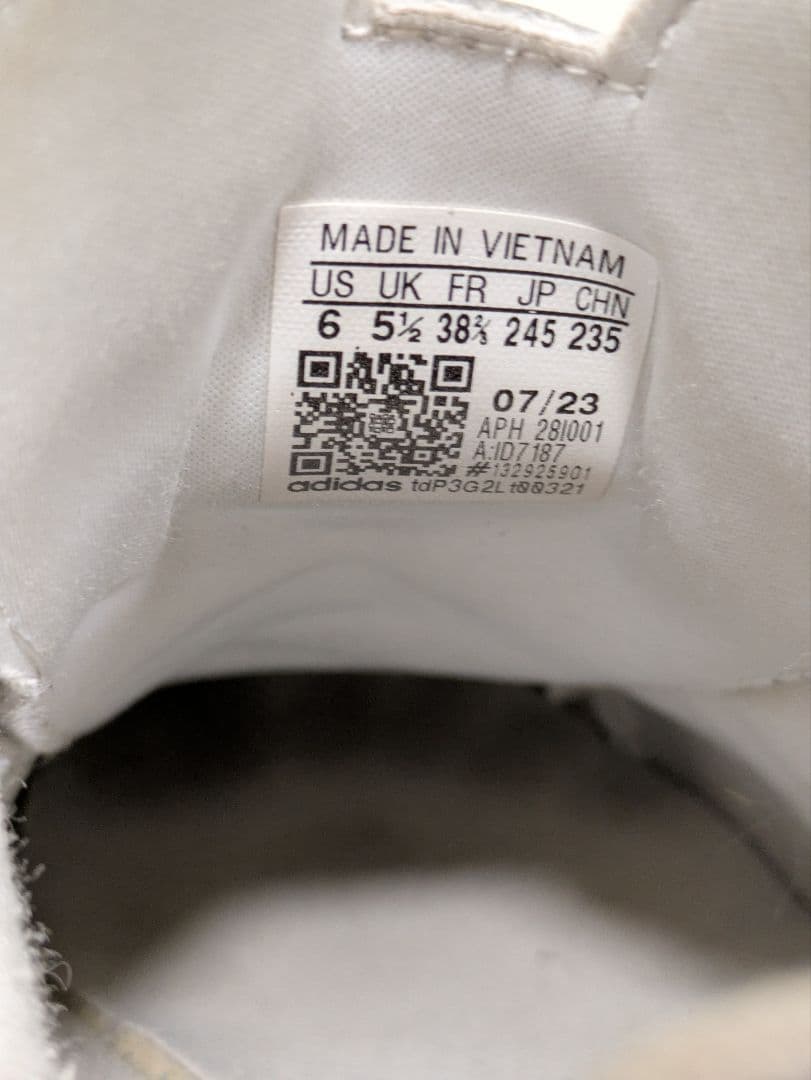 MADE IN VIETNAM
US UK FR JP CHN
6 5½ 38⅔ 245 235
07/23
APH 28I001
A:ID7187
#132925901
adidas tdP3G2Lt00321